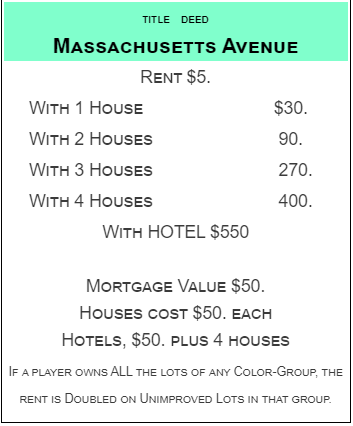 TITLE DEED
MASSACHUSETTS AVENUE
RENT $5.
WITH 1 HOUSE $30.
WITH 2 HOUSES 90.
WITH 3 HOUSES 270.
WITH 4 HOUSES 400.
WITH HOTEL $550
MORTGAGE VALUE $50.
HOUSES COST $50. EACH
HOTELS, $50. PLUS 4 HOUSES
IF A PLAYER OWNS ALL THE LOTS OF ANY COLOR-GROUP, THE
RENT IS DOUBLED ON UNIMPROVED LOTS IN THAT GROUP.